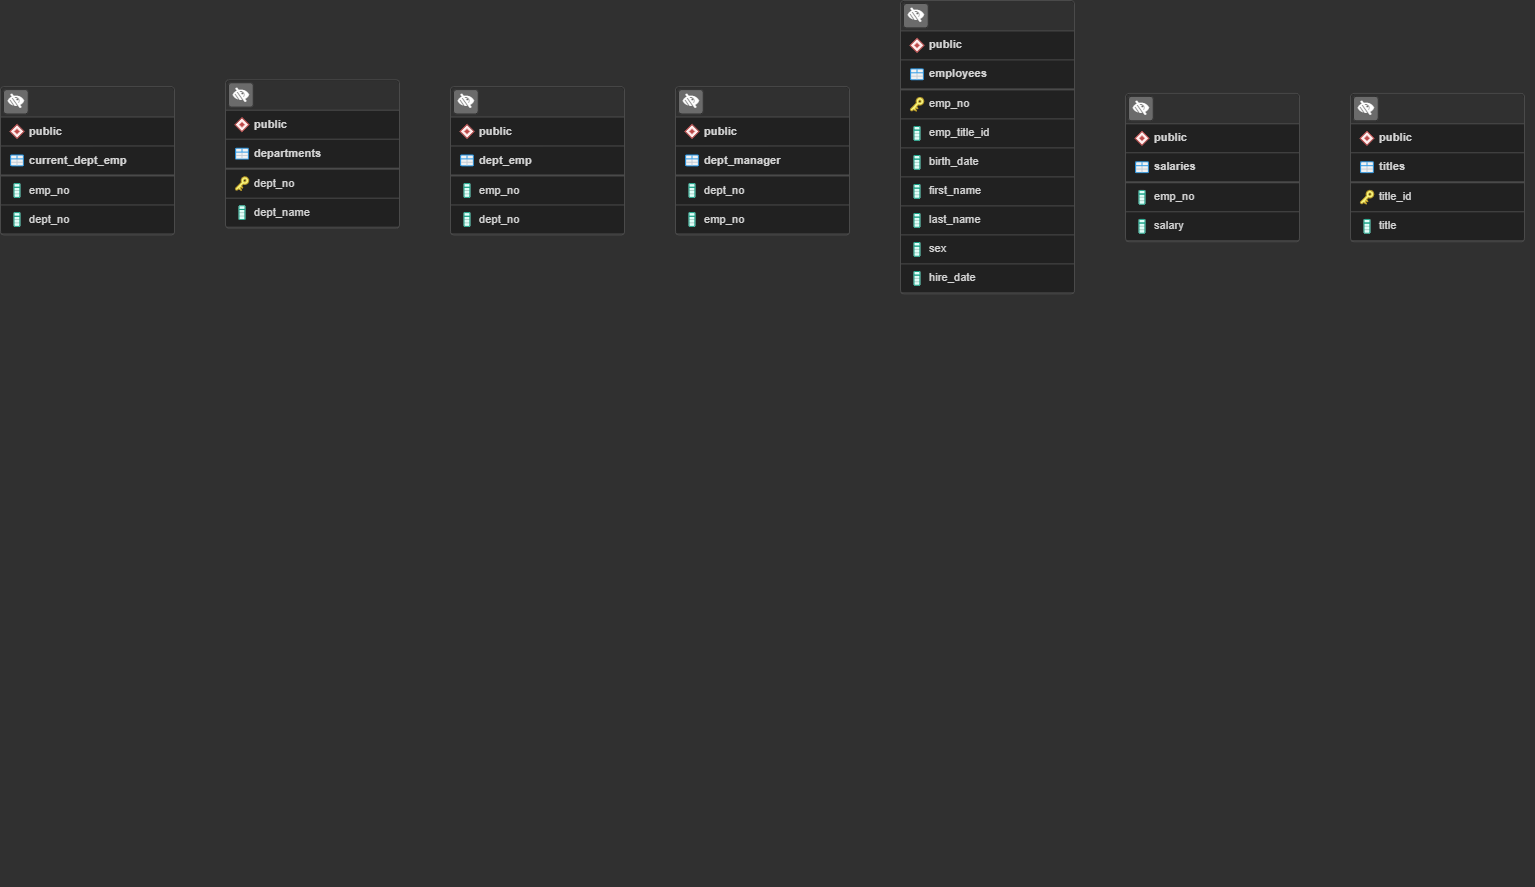 public
current_dept_emp
emp_no
dept_no
public
departments
dept_no
dept_name
public
dept_emp
emp_no
dept_no
public
dept_manager
dept_no
emp_no
public
employees
emp_no
emp_title_id
birth_date
first_name
last_name
sex
hire_date
public
salaries
emp_no
salary
public
titles
title_id
title